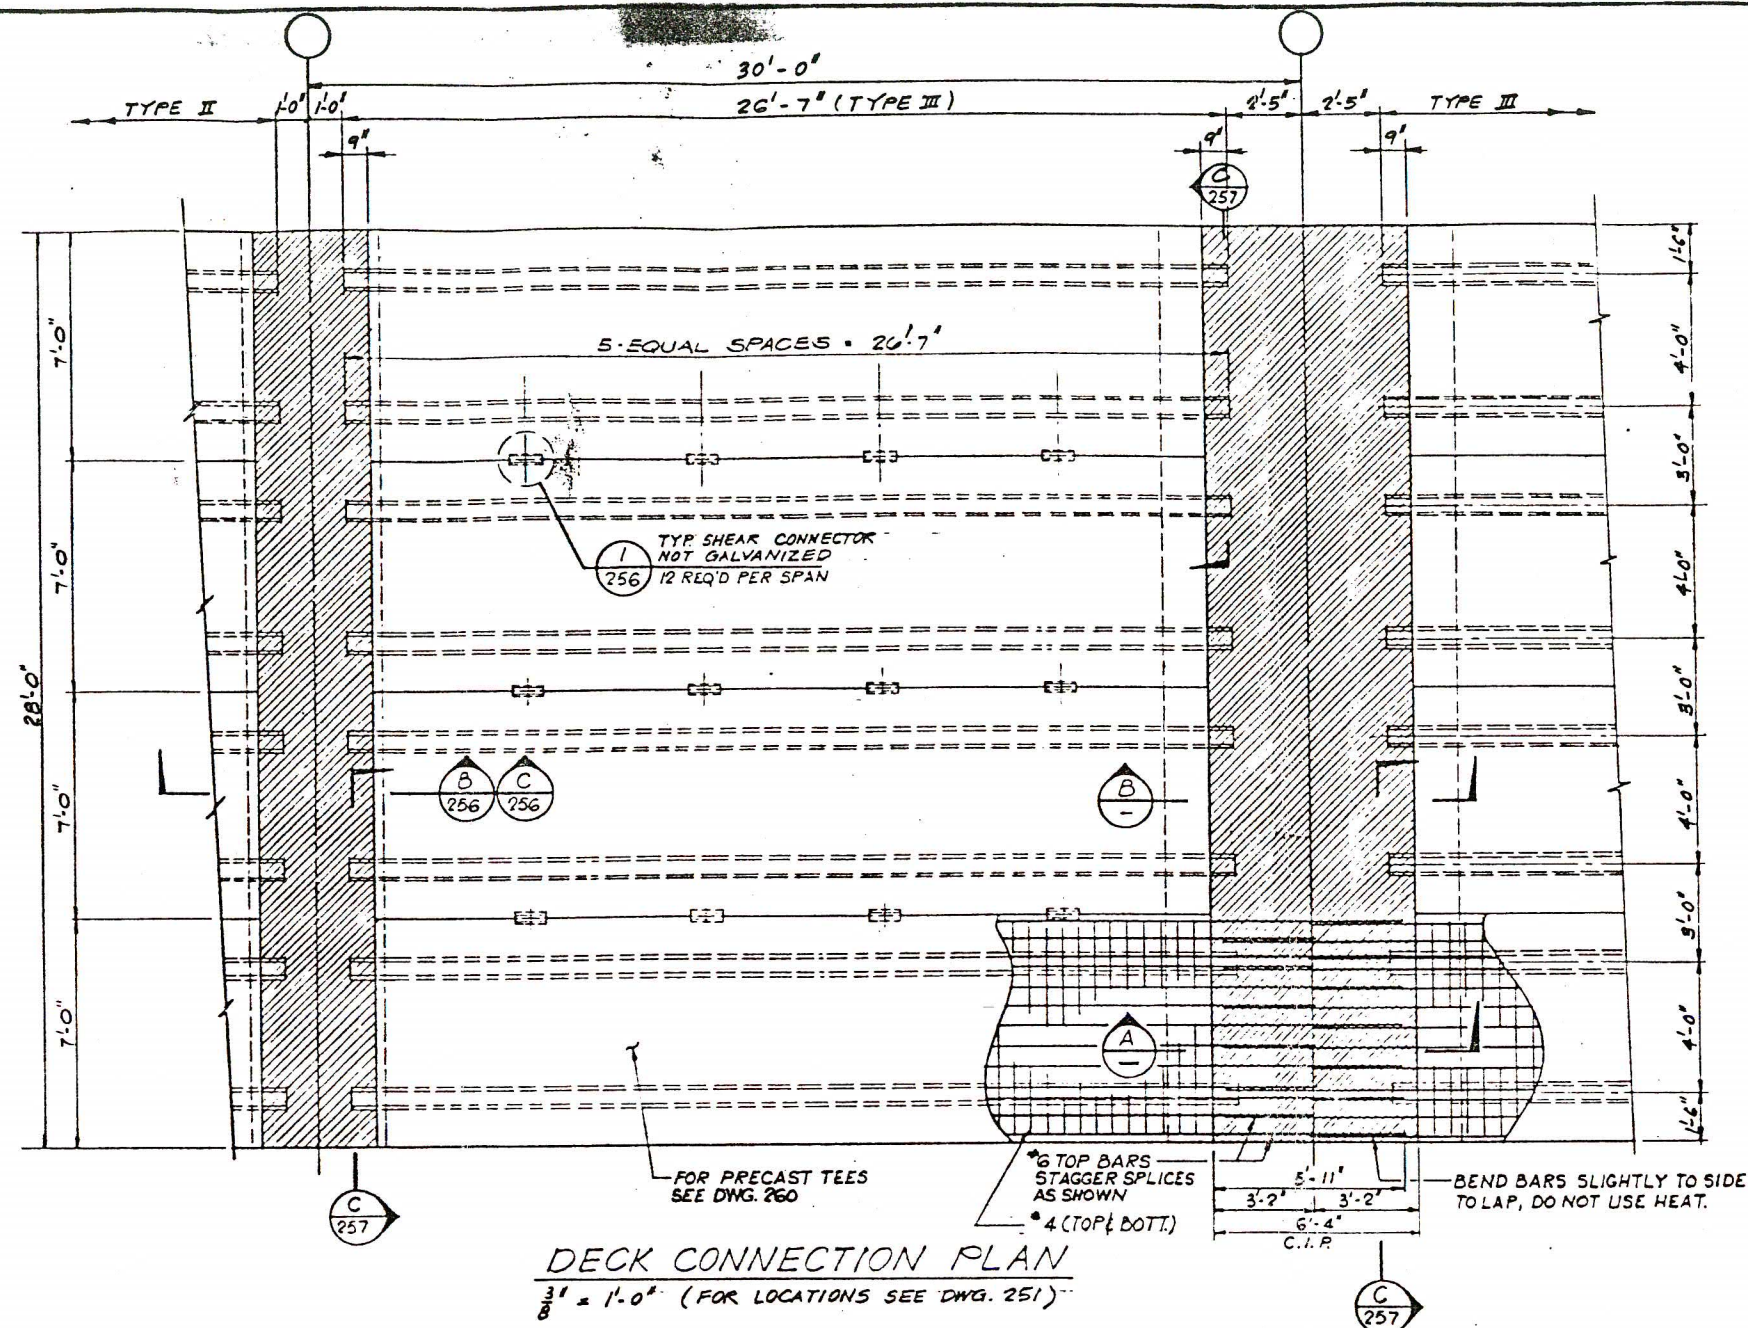 30'-0"
TYPE II
1'-0"
1'-0"
26'-7" (TYPE III)
2'-5"
2'-5"
TYPE III
9"
9"
9"
C
257
1'-6"
7'-0"
4'-0"
5-EQUAL SPACES = 26'-7"
3'-0"
TYP. SHEAR CONNECTOR
1
NOT GALVANIZED
256
12 REQ'D PER SPAN
7'-0"
4'-0"
28'-0"
3'-0"
B
256
C
256
B
-
7'-0"
4'-0"
3'-0"
7'-0"
A
-
4'-0"
1'-6"
FOR PRECAST TEES
SEE DWG. 260
#6 TOP BARS
STAGGER SPLICES
AS SHOWN
#4 (TOP & BOTT.)
5'-11"
3'-2"
3'-2"
6'-4"
C.I.P.
BEND BARS SLIGHTLY TO SIDE
TO LAP, DO NOT USE HEAT.
C
257
DECK CONNECTION PLAN
3/8" = 1'-0" (FOR LOCATIONS SEE DWG. 251)
C
257